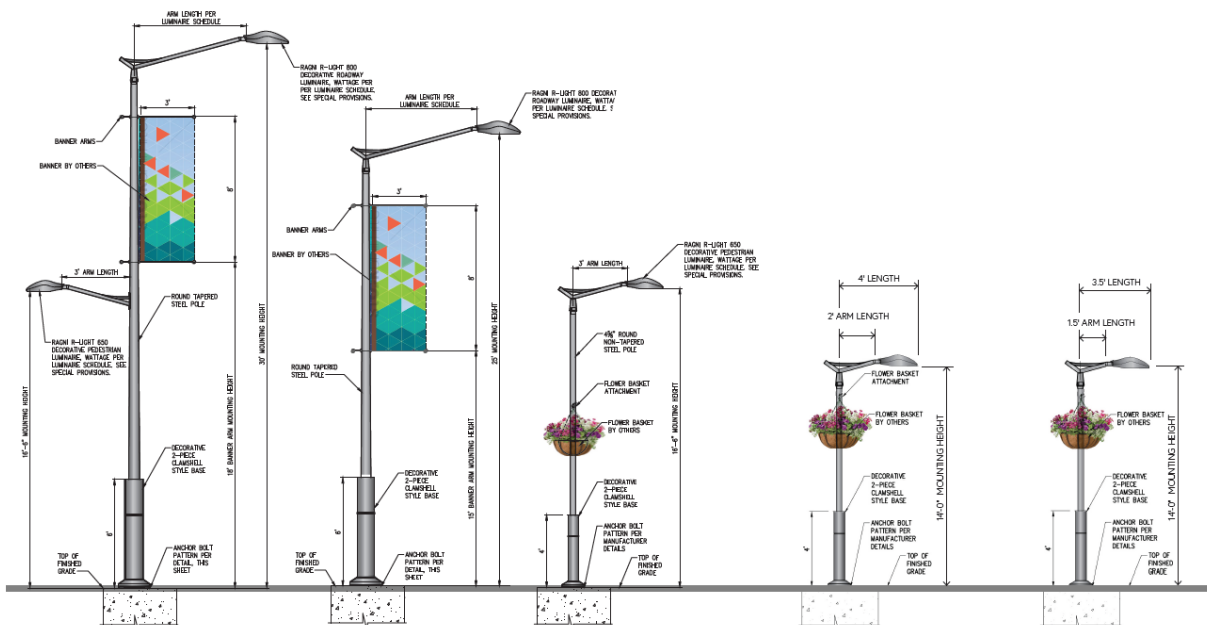 ARM LENGTH PER
LUMINAIRE SCHEDULE
RAGNI R-LIGHT 800
DECORATIVE ROADWAY
LUMINAIRE, WATTAGE PER
PER LUMINAIRE SCHEDULE.
SEE SPECIAL PROVISIONS.
3'
BANNER ARMS
BANNER BY OTHERS
8'
3' ARM LENGTH
ROUND TAPERED
STEEL POLE
RAGNI R-LIGHT 650
DECORATIVE PEDESTRIAN
LUMINAIRE, WATTAGE PER
LUMINAIRE SCHEDULE. SEE
SPECIAL PROVISIONS.
16'-6" MOUNTING HEIGHT
18' BANNER ARM MOUNTING HEIGHT
30' MOUNTING HEIGHT
DECORATIVE
2-PIECE
CLAMSHELL
STYLE BASE
6'
TOP OF
FINISHED
GRADE
ANCHOR BOLT
PATTERN PER
DETAIL, THIS
SHEET
ARM LENGTH PER
LUMINAIRE SCHEDULE
RAGNI R-LIGHT 800 DECORAT
ROADWAY LUMINAIRE, WATTA
PER LUMINAIRE SCHEDULE. S
SPECIAL PROVISIONS.
3'
BANNER ARMS
BANNER BY OTHERS
8'
ROUND TAPERED
STEEL POLE
15' BANNER ARM MOUNTING HEIGHT
25' MOUNTING HEIGHT
DECORATIVE
2-PIECE
CLAMSHELL
STYLE BASE
6'
TOP OF
FINISHED
GRADE
ANCHOR BOLT
PATTERN PER
DETAIL, THIS
SHEET
3' ARM LENGTH
RAGNI R-LIGHT 650
DECORATIVE PEDESTRIAN
LUMINAIRE, WATTAGE PER
LUMINAIRE SCHEDULE. SEE
SPECIAL PROVISIONS.
ROUND
NON-TAPERED
STEEL POLE
FLOWER BASKET
ATTACHMENT
FLOWER BASKET
BY OTHERS
16'-6" MOUNTING HEIGHT
DECORATIVE
2-PIECE
CLAMSHELL
STYLE BASE
4'
ANCHOR BOLT
PATTERN PER
MANUFACTURER
DETAILS
TOP OF
FINISHED
GRADE
4' LENGTH
2' ARM LENGTH
FLOWER BASKET
ATTACHMENT
FLOWER BASKET
BY OTHERS
14'-0" MOUNTING HEIGHT
DECORATIVE
2-PIECE
CLAMSHELL
STYLE BASE
4'
ANCHOR BOLT
PATTERN PER
MANUFACTURER
DETAILS
TOP OF
FINISHED
GRADE
3.5' LENGTH
1.5' ARM LENGTH
FLOWER BASKET
ATTACHMENT
FLOWER BASKET
BY OTHERS
14'-0" MOUNTING HEIGHT
DECORATIVE
2-PIECE
CLAMSHELL
STYLE BASE
4'
ANCHOR BOLT
PATTERN PER
MANUFACTURER
DETAILS
TOP OF
FINISHED
GRADE